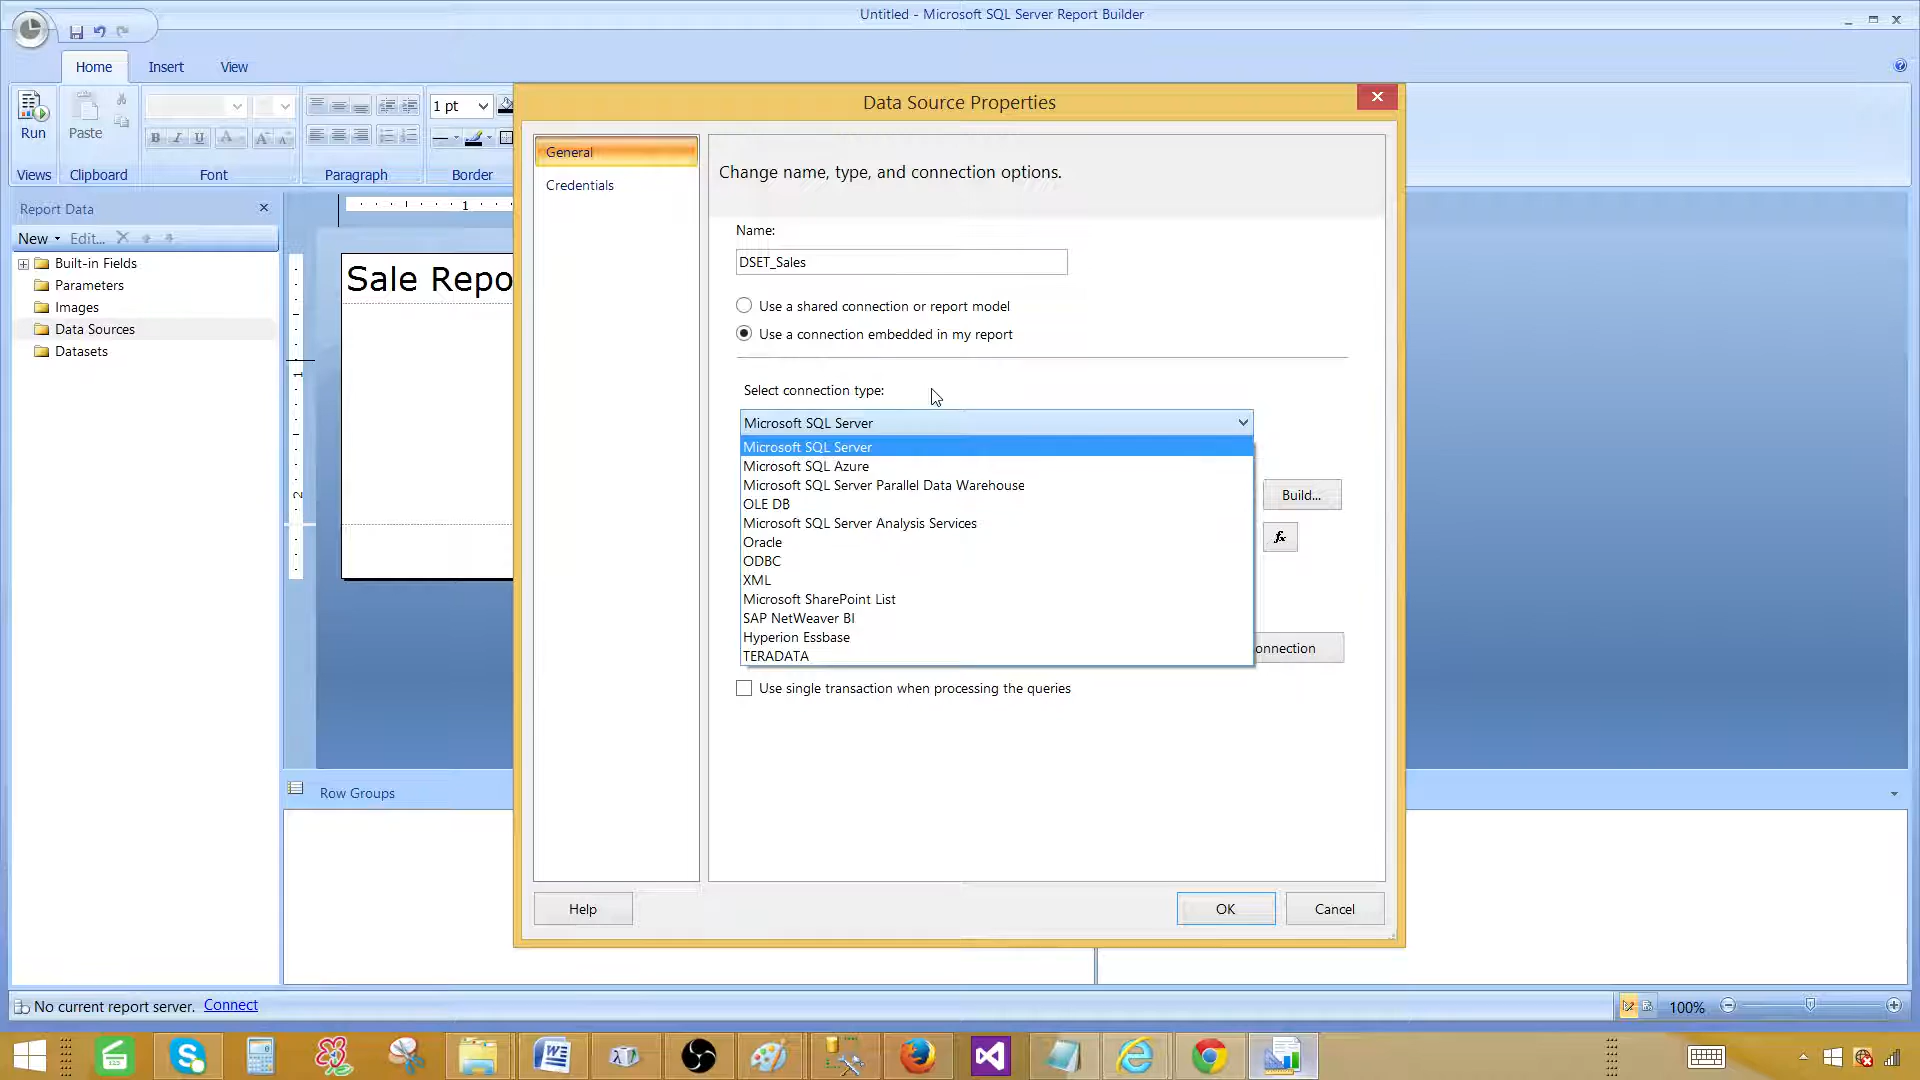 Untitled - Microsoft SQL Server Report Builder
Home Insert View
Run
Paste
1 pt
B I U A A A
Views Clipboard Font Paragraph Border
Data Source Properties
General
Credentials
Change name, type, and connection options.
Name:
DSET_Sales
Use a shared connection or report model
Use a connection embedded in my report
Select connection type:
Microsoft SQL Server
Microsoft SQL Server
Microsoft SQL Azure
Microsoft SQL Server Parallel Data Warehouse
OLE DB
Microsoft SQL Server Analysis Services
Oracle
ODBC
XML
Microsoft SharePoint List
SAP NetWeaver BI
Hyperion Essbase
TERADATA
Build...
fx
onnection
Use single transaction when processing the queries
Help
OK
Cancel
Report Data
New Edit...
Built-in Fields
Parameters
Images
Data Sources
Datasets
1
Sale Repo
1
2
Row Groups
No current report server. Connect
100%